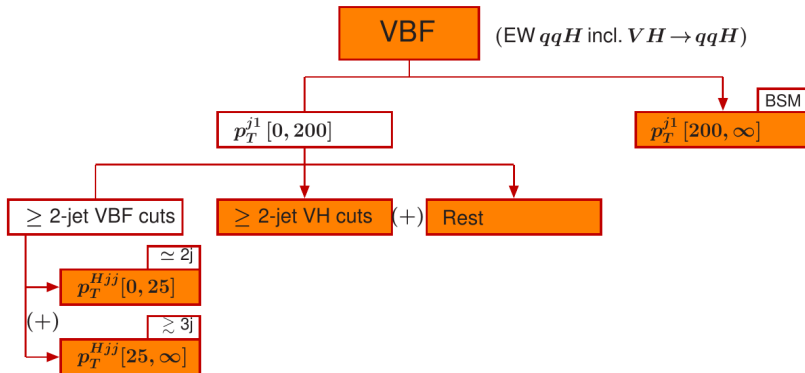 VBF
(EW qqH incl. VH → qqH)
BSM
p_T^{j1} [0, 200]
p_T^{j1} [200, ∞]
≥ 2-jet VBF cuts
≥ 2-jet VH cuts
(+)
Rest
≃ 2j
p_T^{Hjj}[0, 25]
(+)
≳ 3j
p_T^{Hjj}[25, ∞]